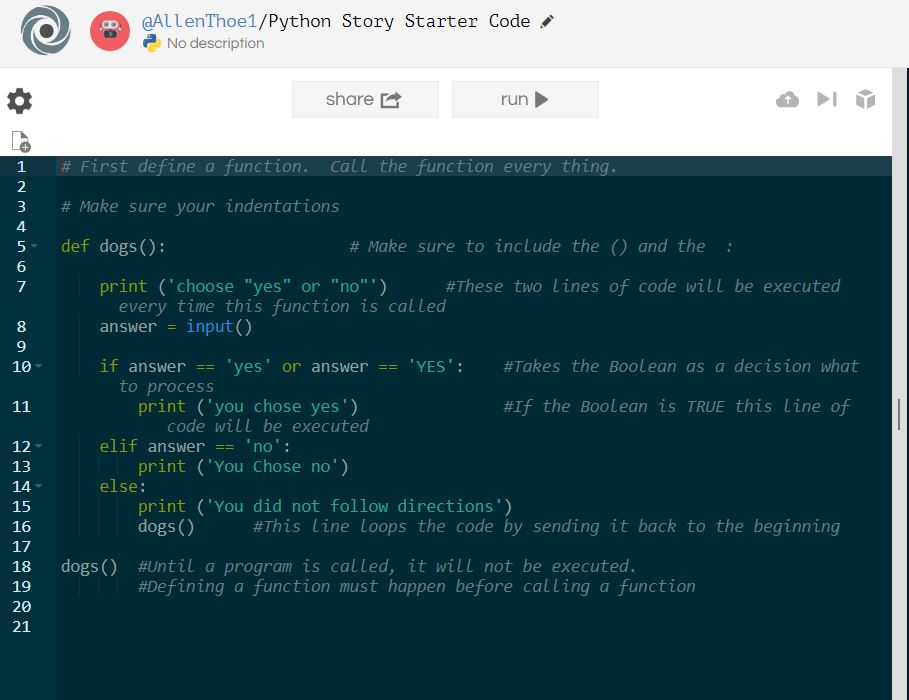 @AllenThoe1/Python Story Starter Code
No description
share
run
1 # First define a function.  Call the function every thing.
2
3 # Make sure your indentations
4
5 def dogs():                   # Make sure to include the () and the  :
6
7     print ('choose "yes" or "no"')      #These two lines of code will be executed
      every time this function is called
8     answer = input()
9
10     if answer == 'yes' or answer == 'YES':    #Takes the Boolean as a decision what
      to process
11         print ('you chose yes')               #If the Boolean is TRUE this line of
           code will be executed
12     elif answer == 'no':
13         print ('You Chose no')
14     else:
15         print ('You did not follow directions')
16         dogs()      #This line loops the code by sending it back to the beginning
17
18 dogs()  #Until a program is called, it will not be executed.
19         #Defining a function must happen before calling a function
20
21